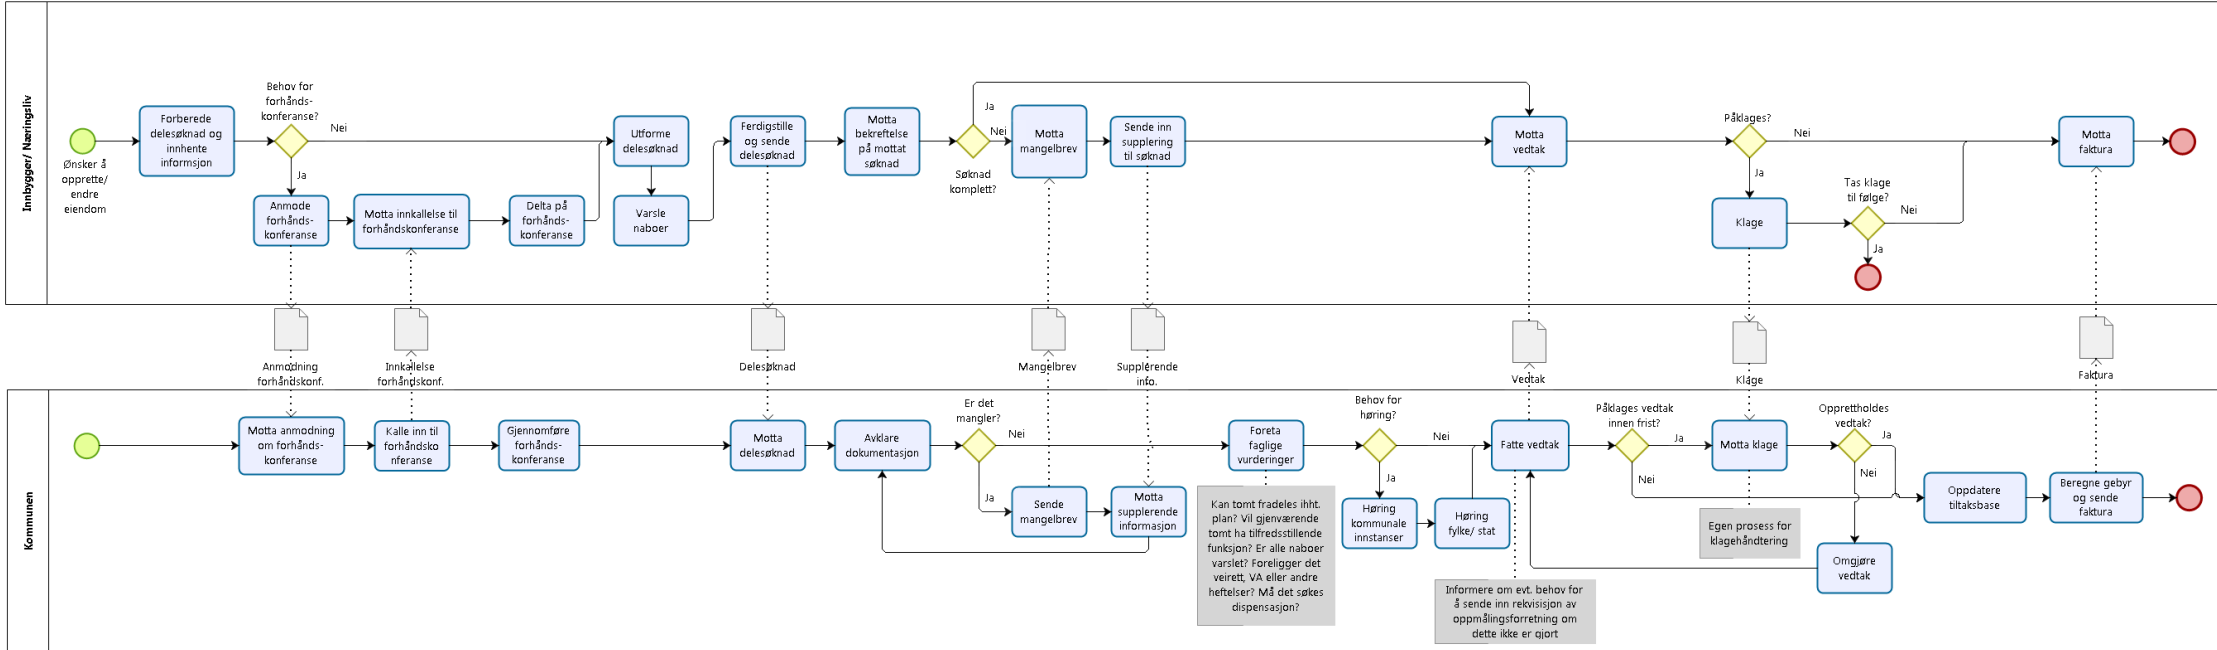 Innbygger/ Næringsliv
Ønsker å
opprette/
endre
eiendom
Forberede
delesøknad og
innhente
informsjon
Behov for
forhånds-
konferanse?
Nei
Ja
Anmode
forhånds-
konferanse
Motta innkallelse til
forhåndskonferanse
Delta på
forhånds-
konferanse
Utforme
delesøknad
Varsle
naboer
Ferdigstille
og sende
delesøknad
Motta
bekreftelse
på mottat
søknad
Søknad
komplett?
Ja
Nei
Motta
mangelbrev
Sende inn
supplering
til søknad
Motta
vedtak
Påklages?
Nei
Ja
Klage
Tas klage
til følge?
Nei
Ja
Motta
faktura
Anmodning
forhåndskonf.
Innkallelse
forhåndskonf.
Delesøknad
Mangelbrev
Supplerende
info.
Vedtak
Klage
Faktura
Kommunen
Motta anmodning
om forhånds-
konferanse
Kalle inn til
forhåndsko
nferanse
Gjennomføre
forhånds-
konferanse
Motta
delesøknad
Avklare
dokumentasjon
Er det
mangler?
Nei
Ja
Sende
mangelbrev
Motta
supplerende
informasjon
Foreta
faglige
vurderinger
Kan tomt fradeles ihht.
plan? Vil gjenværende
tomt ha tilfredsstillende
funksjon? Er alle naboer
varslet? Foreligger det
veirett, VA eller andre
heftelser? Må det søkes
dispensasjon?
Behov for
høring?
Nei
Ja
Høring
kommunale
innstanser
Høring
fylke/ stat
Fatte vedtak
Informere om evt. behov for
å sende inn rekvisisjon av
oppmålingsforretning om
dette ikke er gjort
Påklages vedtak
innen frist?
Ja
Nei
Motta klage
Egen prosess for
klagehåndtering
Opprettholdes
vedtak?
Ja
Nei
Omgjøre
vedtak
Oppdatere
tiltaksbase
Beregne gebyr
og sende
faktura